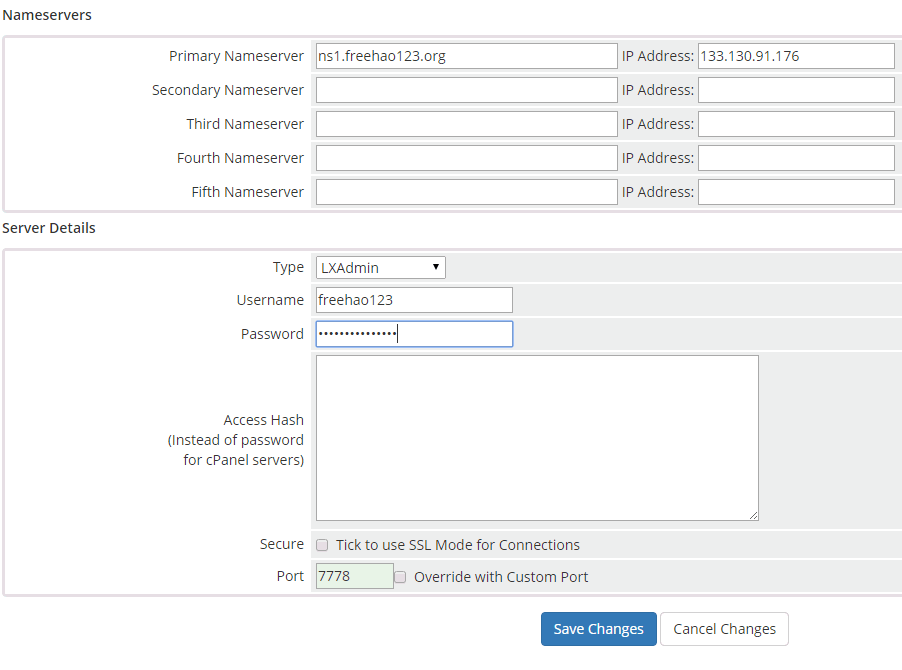 Nameservers
Primary Nameserver ns1.freehao123.org IP Address: 133.130.91.176
Secondary Nameserver IP Address:
Third Nameserver IP Address:
Fourth Nameserver IP Address:
Fifth Nameserver IP Address:
Server Details
Type LXAdmin
Username freehao123
Password •••••••••••••••
Access Hash
(Instead of password
for cPanel servers)
Secure Tick to use SSL Mode for Connections
Port 7778 Override with Custom Port
Save Changes Cancel Changes